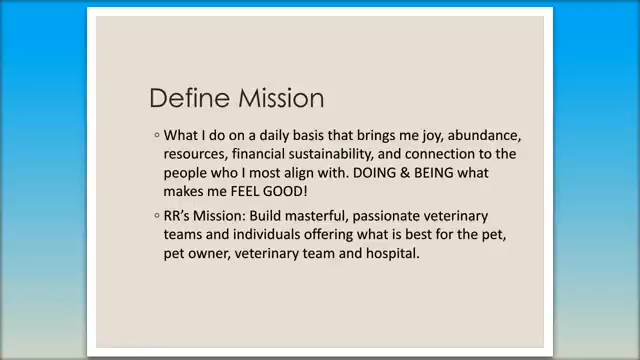 Define Mission
◦ What I do on a daily basis that brings me joy, abundance,
resources, financial sustainability, and connection to the
people who I most align with. DOING & BEING what
makes me FEEL GOOD!
◦ RR's Mission: Build masterful, passionate veterinary
teams and individuals offering what is best for the pet,
pet owner, veterinary team and hospital.